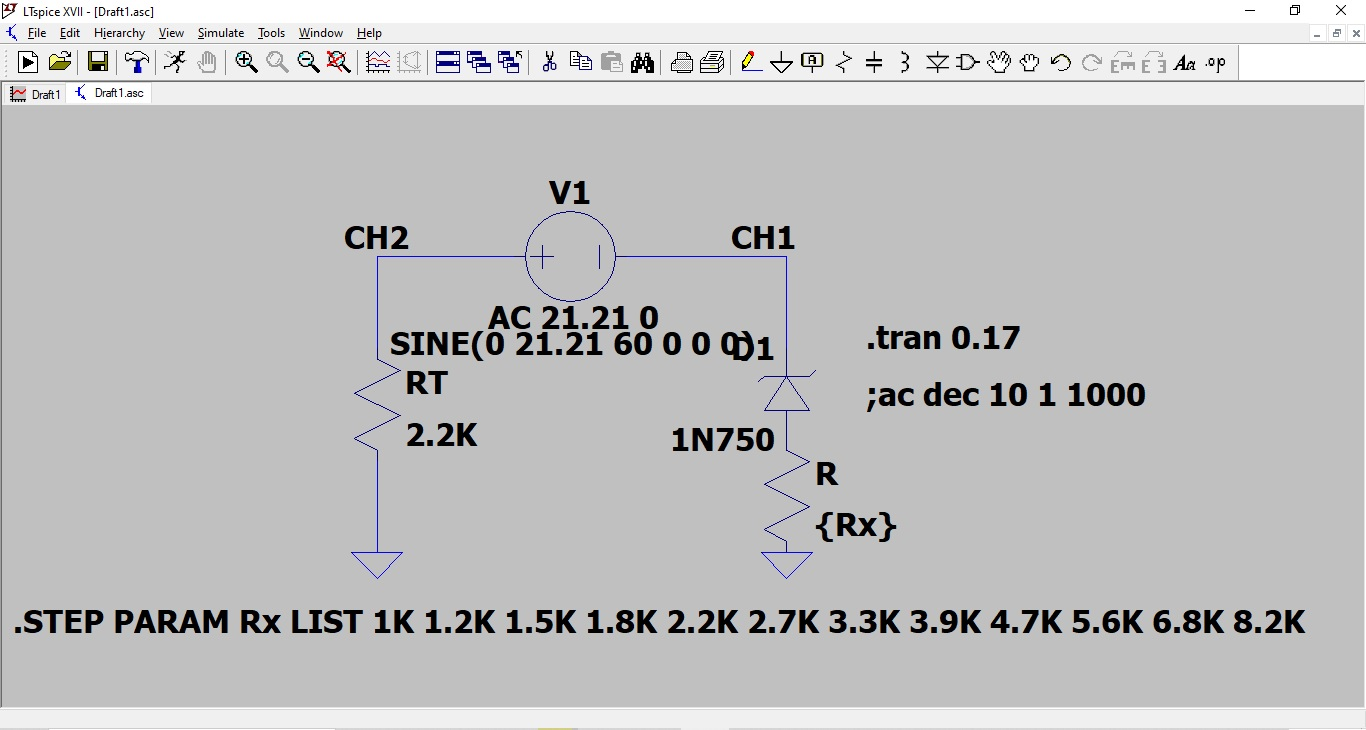 LTspice XVII - [Draft1.asc]
File Edit Hierarchy View Simulate Tools Window Help
A Aa .op
Draft1 Draft1.asc
V1
CH2 CH1
AC 21.21 0
SINE(0 21.21 60 0 0 0)
D1
.tran 0.17
RT
;ac dec 10 1 1000
2.2K
1N750
R
{Rx}
.STEP PARAM Rx LIST 1K 1.2K 1.5K 1.8K 2.2K 2.7K 3.3K 3.9K 4.7K 5.6K 6.8K 8.2K